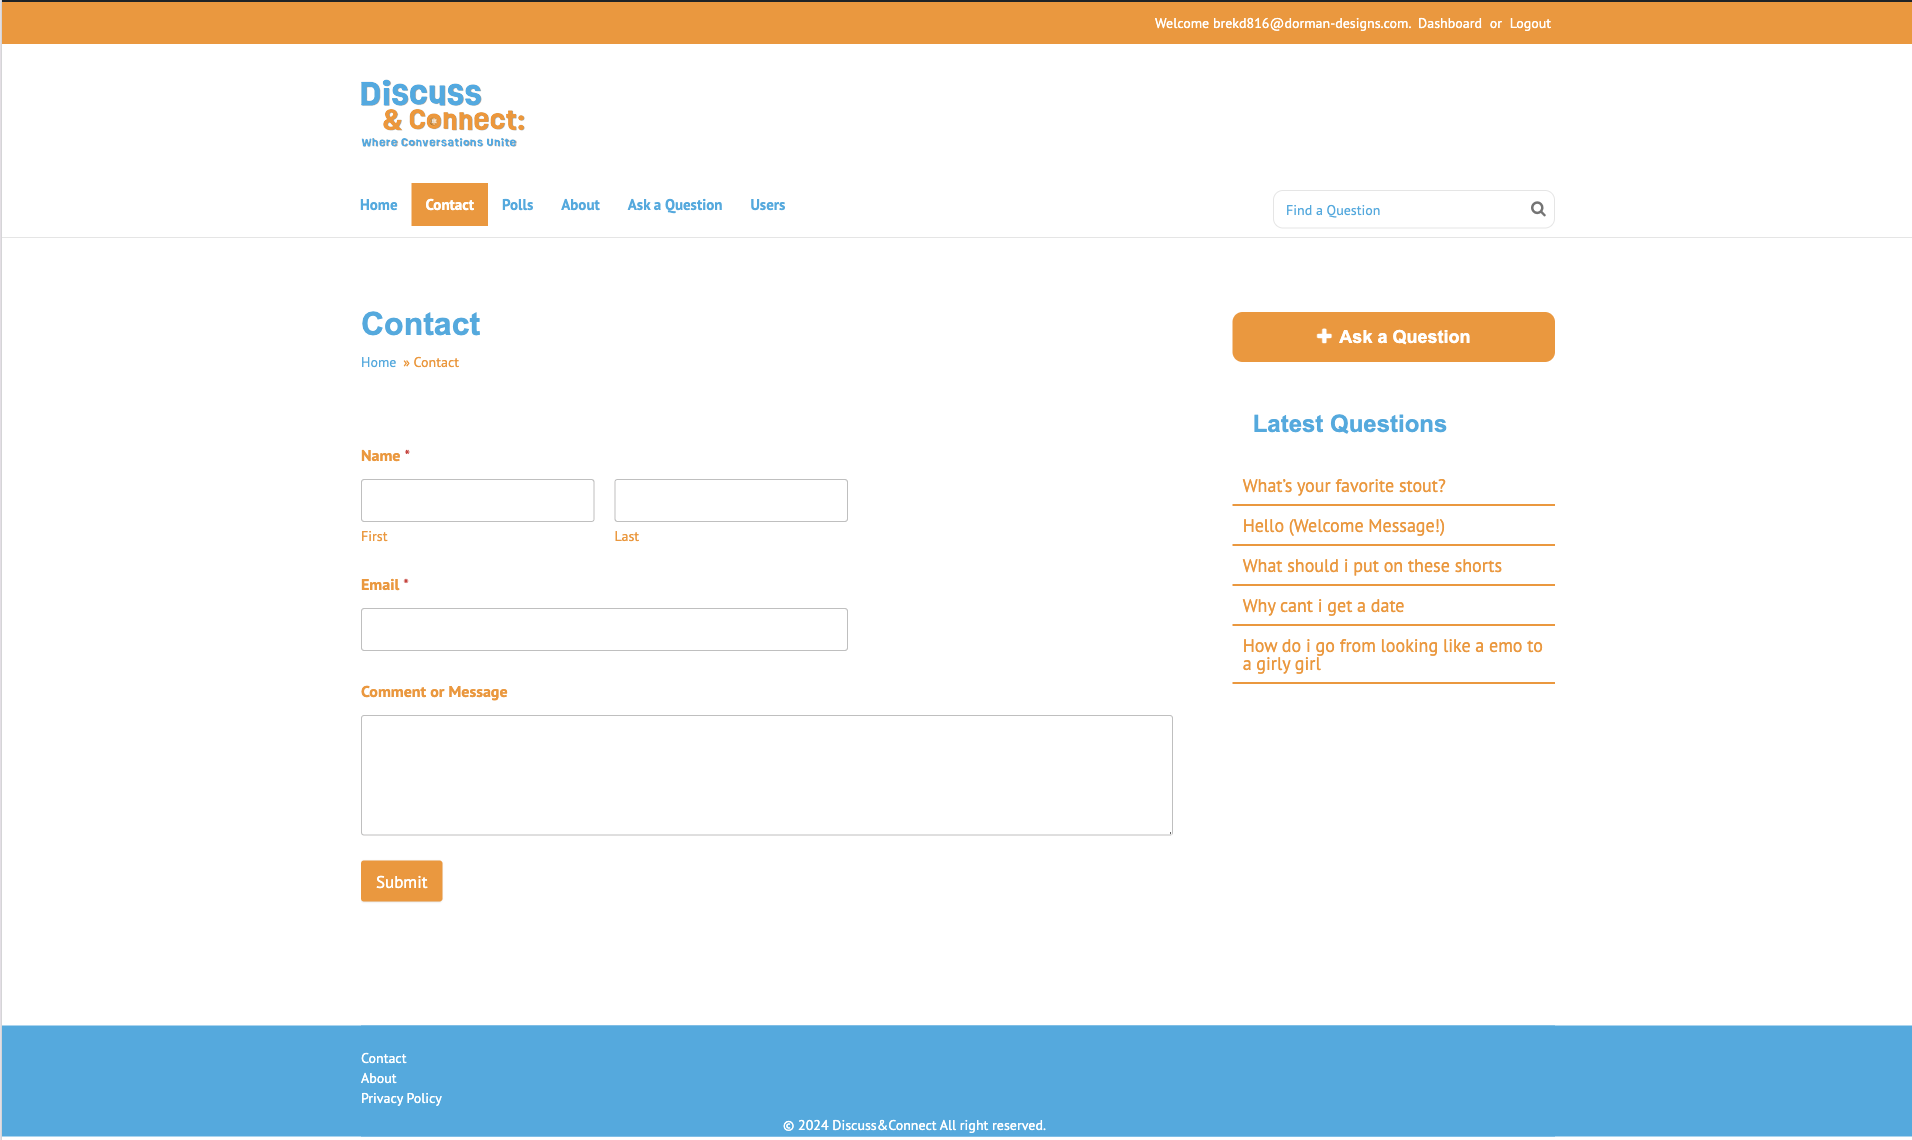 Welcome brekd816@dorman-designs.com. Dashboard or Logout
Discuss
& Connect:
Where Conversations Unite
Home Contact Polls About Ask a Question Users
Find a Question
Contact
Home » Contact
Name *
First Last
Email *
Comment or Message
Submit
Ask a Question
Latest Questions
What's your favorite stout?
Hello (Welcome Message!)
What should i put on these shorts
Why cant i get a date
How do i go from looking like a emo to
a girly girl
Contact
About
Privacy Policy
© 2024 Discuss&Connect All right reserved.